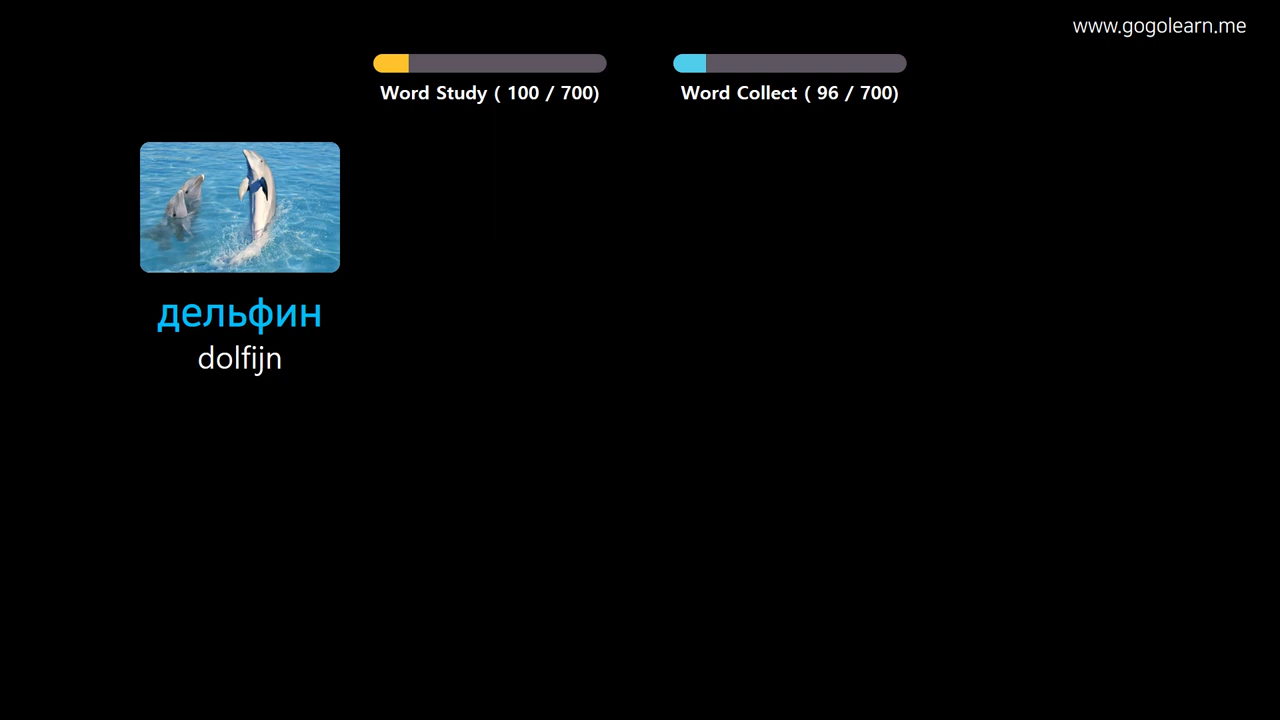 www.gogolearn.me
Word Study ( 100 / 700)
Word Collect ( 96 / 700)
дельфин
dolfijn